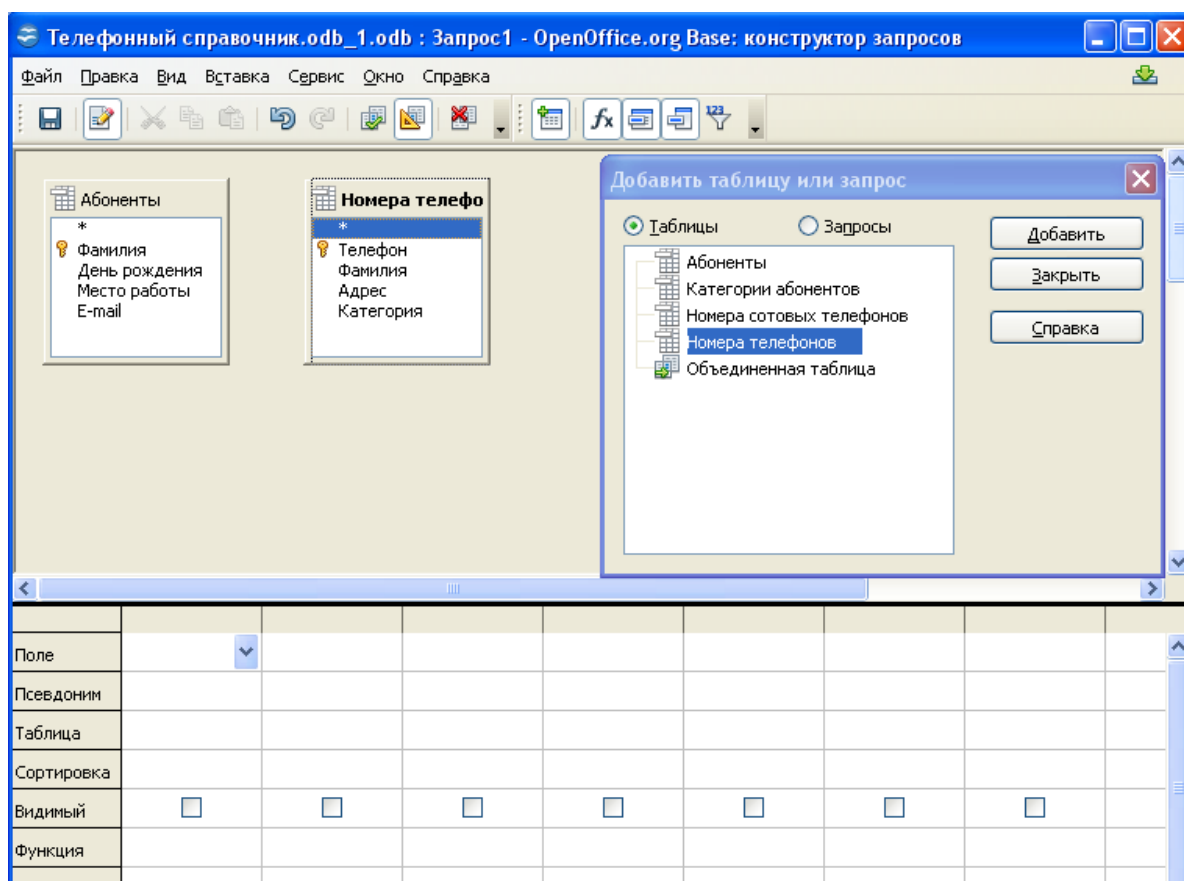 Телефонный справочник.odb_1.odb : Запрос1 - OpenOffice.org Base: конструктор запросов
Файл Правка Вид Вставка Сервис Окно Справка
fx 123
Абоненты
*
Фамилия
День рождения
Место работы
E-mail
Номера телефо
*
Телефон
Фамилия
Адрес
Категория
Добавить таблицу или запрос
Таблицы Запросы
Абоненты
Категории абонентов
Номера сотовых телефонов
Номера телефонов
Объединенная таблица
Добавить
Закрыть
Справка
Поле
Псевдоним
Таблица
Сортировка
Видимый
Функция